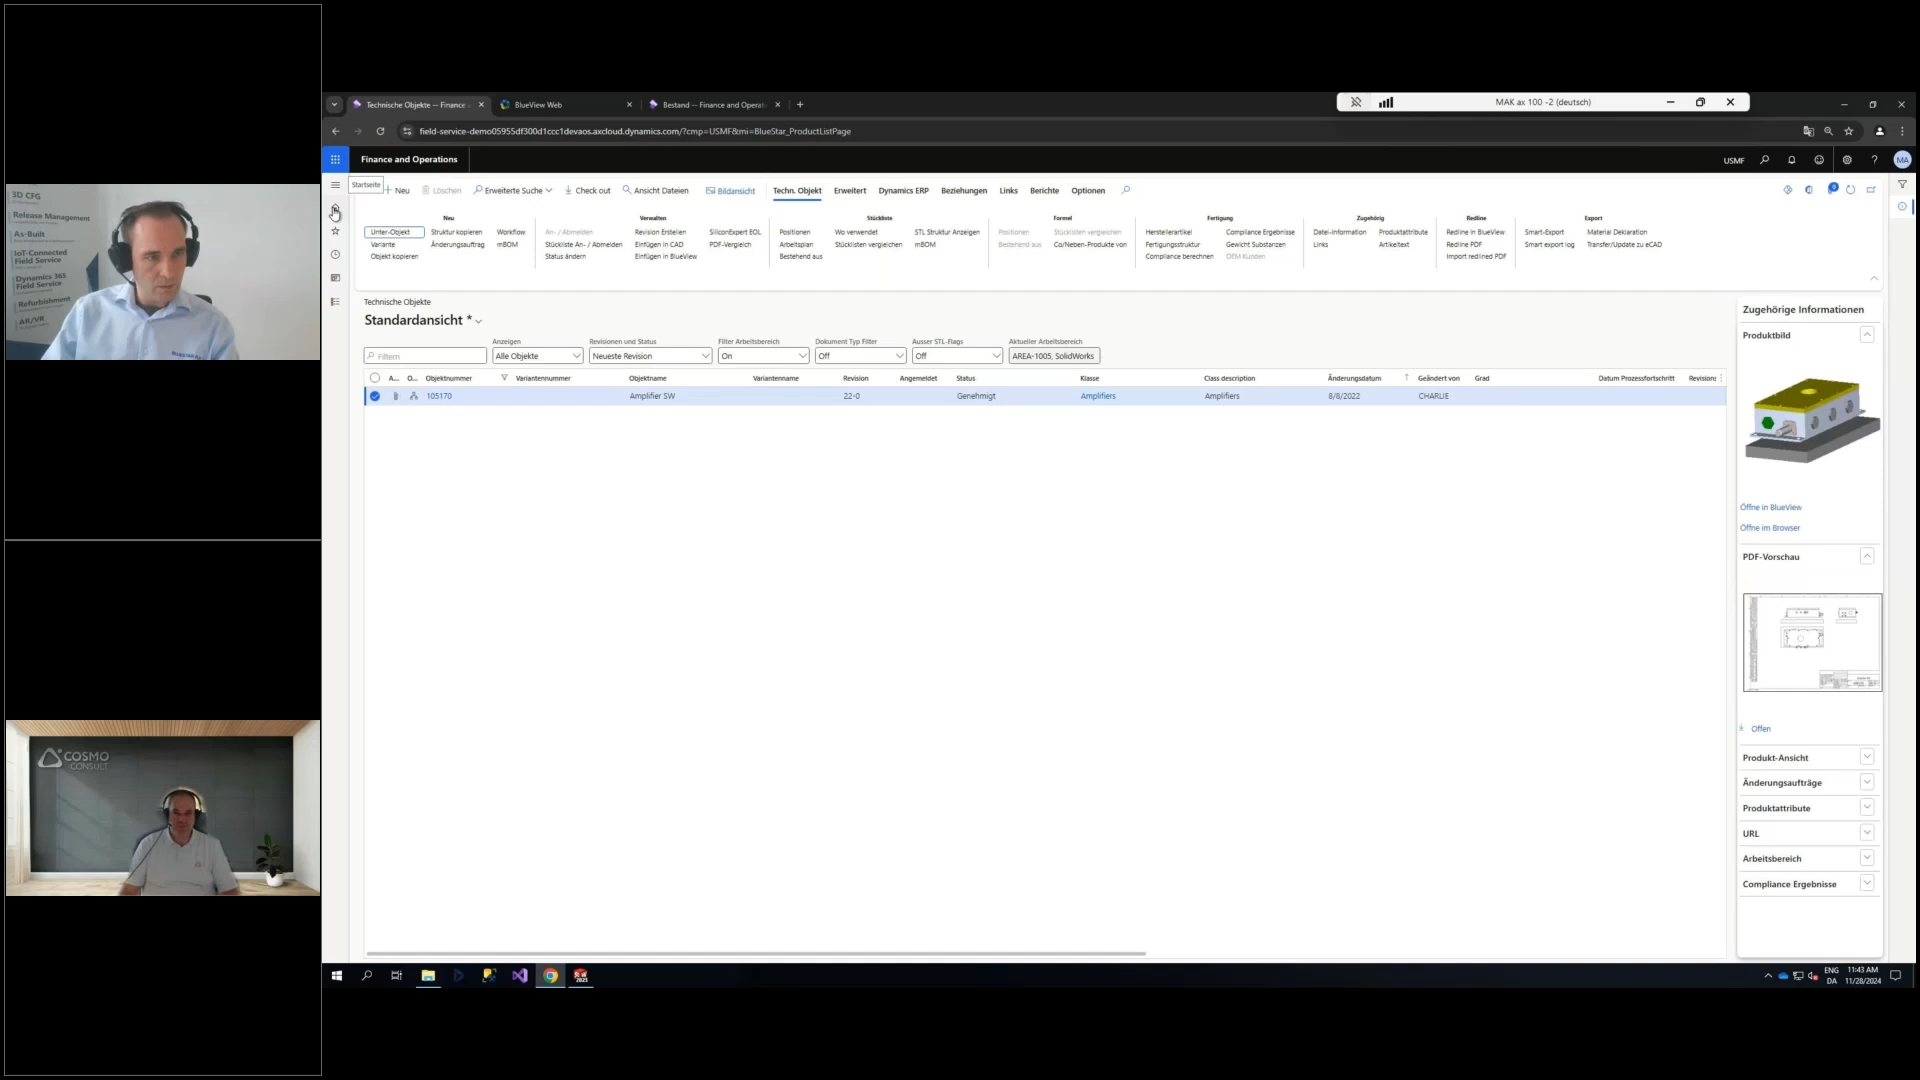 3D CFG
Release Management
As-Built
IoT-Connected
Field Service
Dynamics 365
Field Service
Refurbishment
AR/VR
COSMO
CONSULT
Technische Objekte -- Finance
BlueView Web
Bestand -- Finance and Operati
MAK ax 100 -2 (deutsch)
field-service-demo05955df300d1ccc1devaos.axcloud.dynamics.com/?cmp=USMF&mi=BlueStar_ProductListPage
Finance and Operations
USMF
MA
Startseite
Neu
Löschen
Erweiterte Suche
Check out
Ansicht Dateien
Bildansicht
Techn. Objekt
Erweitert
Dynamics ERP
Beziehungen
Links
Berichte
Optionen
0
Neu
Unter-Objekt Struktur kopieren Workflow
Variante Änderungsauftrag mBOM
Objekt kopieren
Verwalten
An- / Abmelden Revision Erstellen SiliconExpert EOL
Stückliste An- / Abmelden Einfügen in CAD PDF-Vergleich
Status ändern Einfügen in BlueView
Stückliste
Positionen Wo verwendet STL Struktur Anzeigen
Arbeitsplan Stücklisten vergleichen mBOM
Bestehend aus
Formel
Positionen Stücklisten vergleichen
Bestehend aus Co/Neben-Produkte von
Fertigung
Herstellerartikel Compliance Ergebnisse
Fertigungsstruktur Gewicht Substanzen
Compliance berechnen OEM Kunden
Zugehörig
Datei-Information Produktattribute
Links Artikeltext
Redline
Redline in BlueView
Redline PDF
Import redlined PDF
Export
Smart-Export Material Deklaration
Smart export log Transfer/Update zu eCAD
Technische Objekte
Standardansicht *
Filtern
Anzeigen
Alle Objekte
Revisionen und Status
Neueste Revision
Filter Arbeitsbereich
On
Dokument Typ Filter
Off
Ausser STL-Flags
Off
Aktueller Arbeitsbereich
AREA-1005, SolidWorks
A... O... Objektnummer Variantennummer Objektname Variantenname Revision Angemeldet Status Klasse Class description Änderungsdatum Geändert von Grad Datum Prozessfortschritt Revisions
105170 Amplifier SW 22-0 Genehmigt Amplifiers Amplifiers 8/8/2022 CHARLIE
Zugehörige Informationen
Produktbild
Öffne in BlueView
Öffne im Browser
PDF-Vorschau
Offen
Produkt-Ansicht
Änderungsaufträge
Produktattribute
URL
Arbeitsbereich
Compliance Ergebnisse
2023
ENG 11:43 AM
DA 11/28/2024